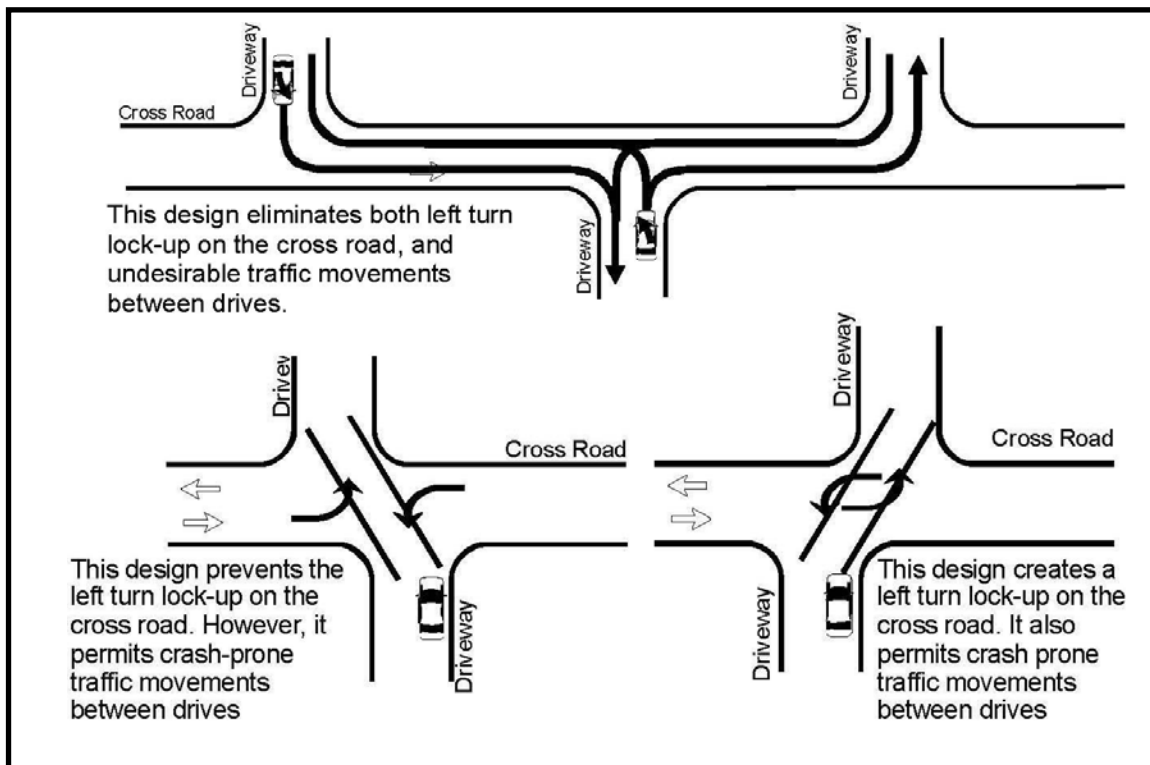 Driveway
Driveway
Cross Road
This design eliminates both left turn
lock-up on the cross road, and
undesirable traffic movements
between drives.
Driveway
Drivew
Driveway
Cross Road
Cross Road
This design prevents the
left turn lock-up on the
cross road. However, it
permits crash-prone
traffic movements
between drives
Driveway
Driveway
This design creates a
left turn lock-up on the
cross road. It also
permits crash prone
traffic movements
between drives